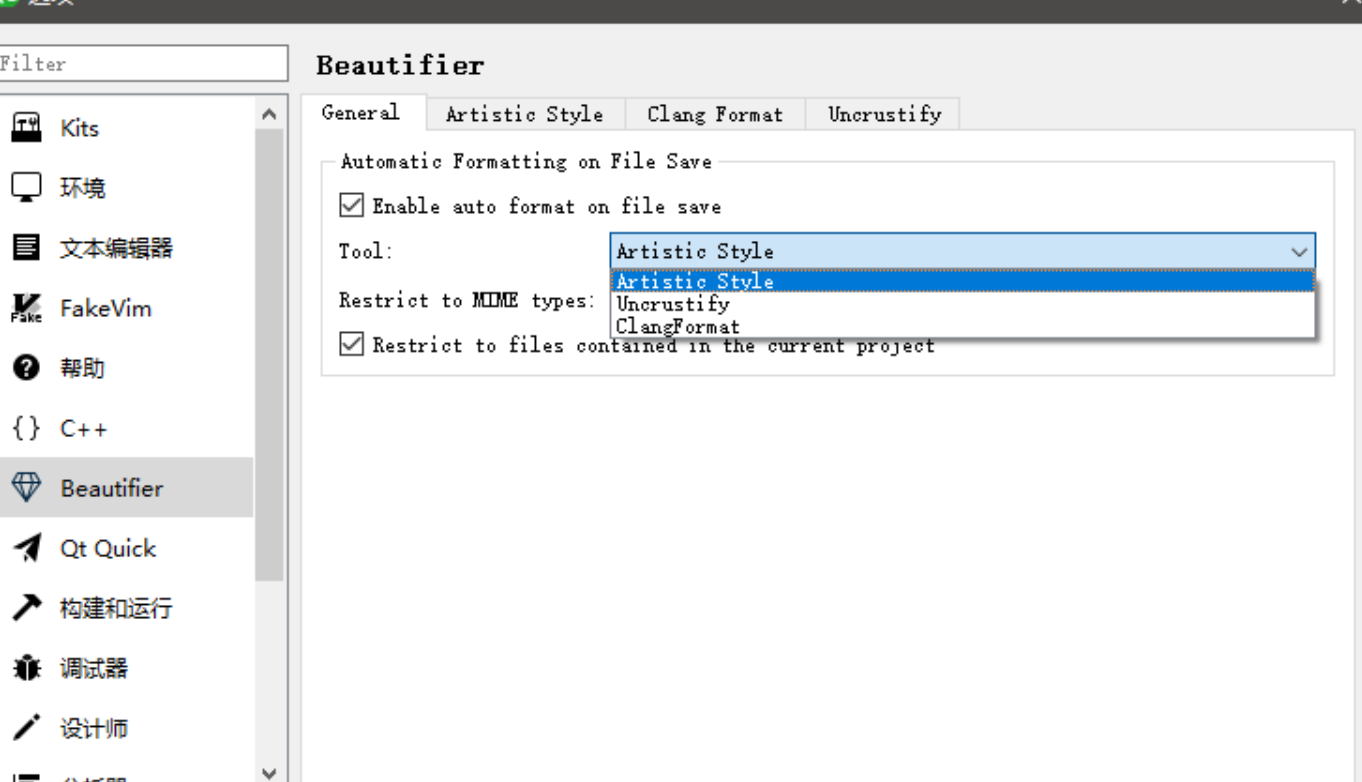 Filter
Kits
环境
文本编辑器
FakeVim
帮助
C++
Beautifier
Qt Quick
构建和运行
调试器
设计师
Beautifier
General Artistic Style Clang Format Uncrustify
Automatic Formatting on File Save
Enable auto format on file save
Tool: Artistic Style
Artistic Style
Restrict to MIME types: Uncrustify
ClangFormat
Restrict to files contained in the current project